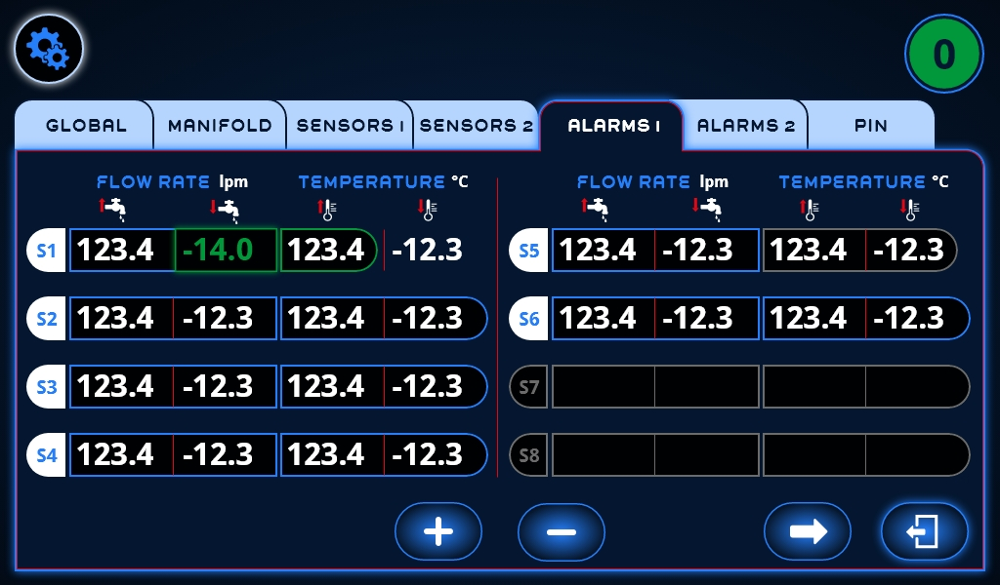 0
GLOBAL MANIFOLD SENSORS 1 SENSORS 2 ALARMS 1 ALARMS 2 PIN
FLOW RATE lpm TEMPERATURE °C FLOW RATE lpm TEMPERATURE °C
S1 123.4 -14.0 123.4 -12.3 S5 123.4 -12.3 123.4 -12.3
S2 123.4 -12.3 123.4 -12.3 S6 123.4 -12.3 123.4 -12.3
S3 123.4 -12.3 123.4 -12.3 S7
S4 123.4 -12.3 123.4 -12.3 S8